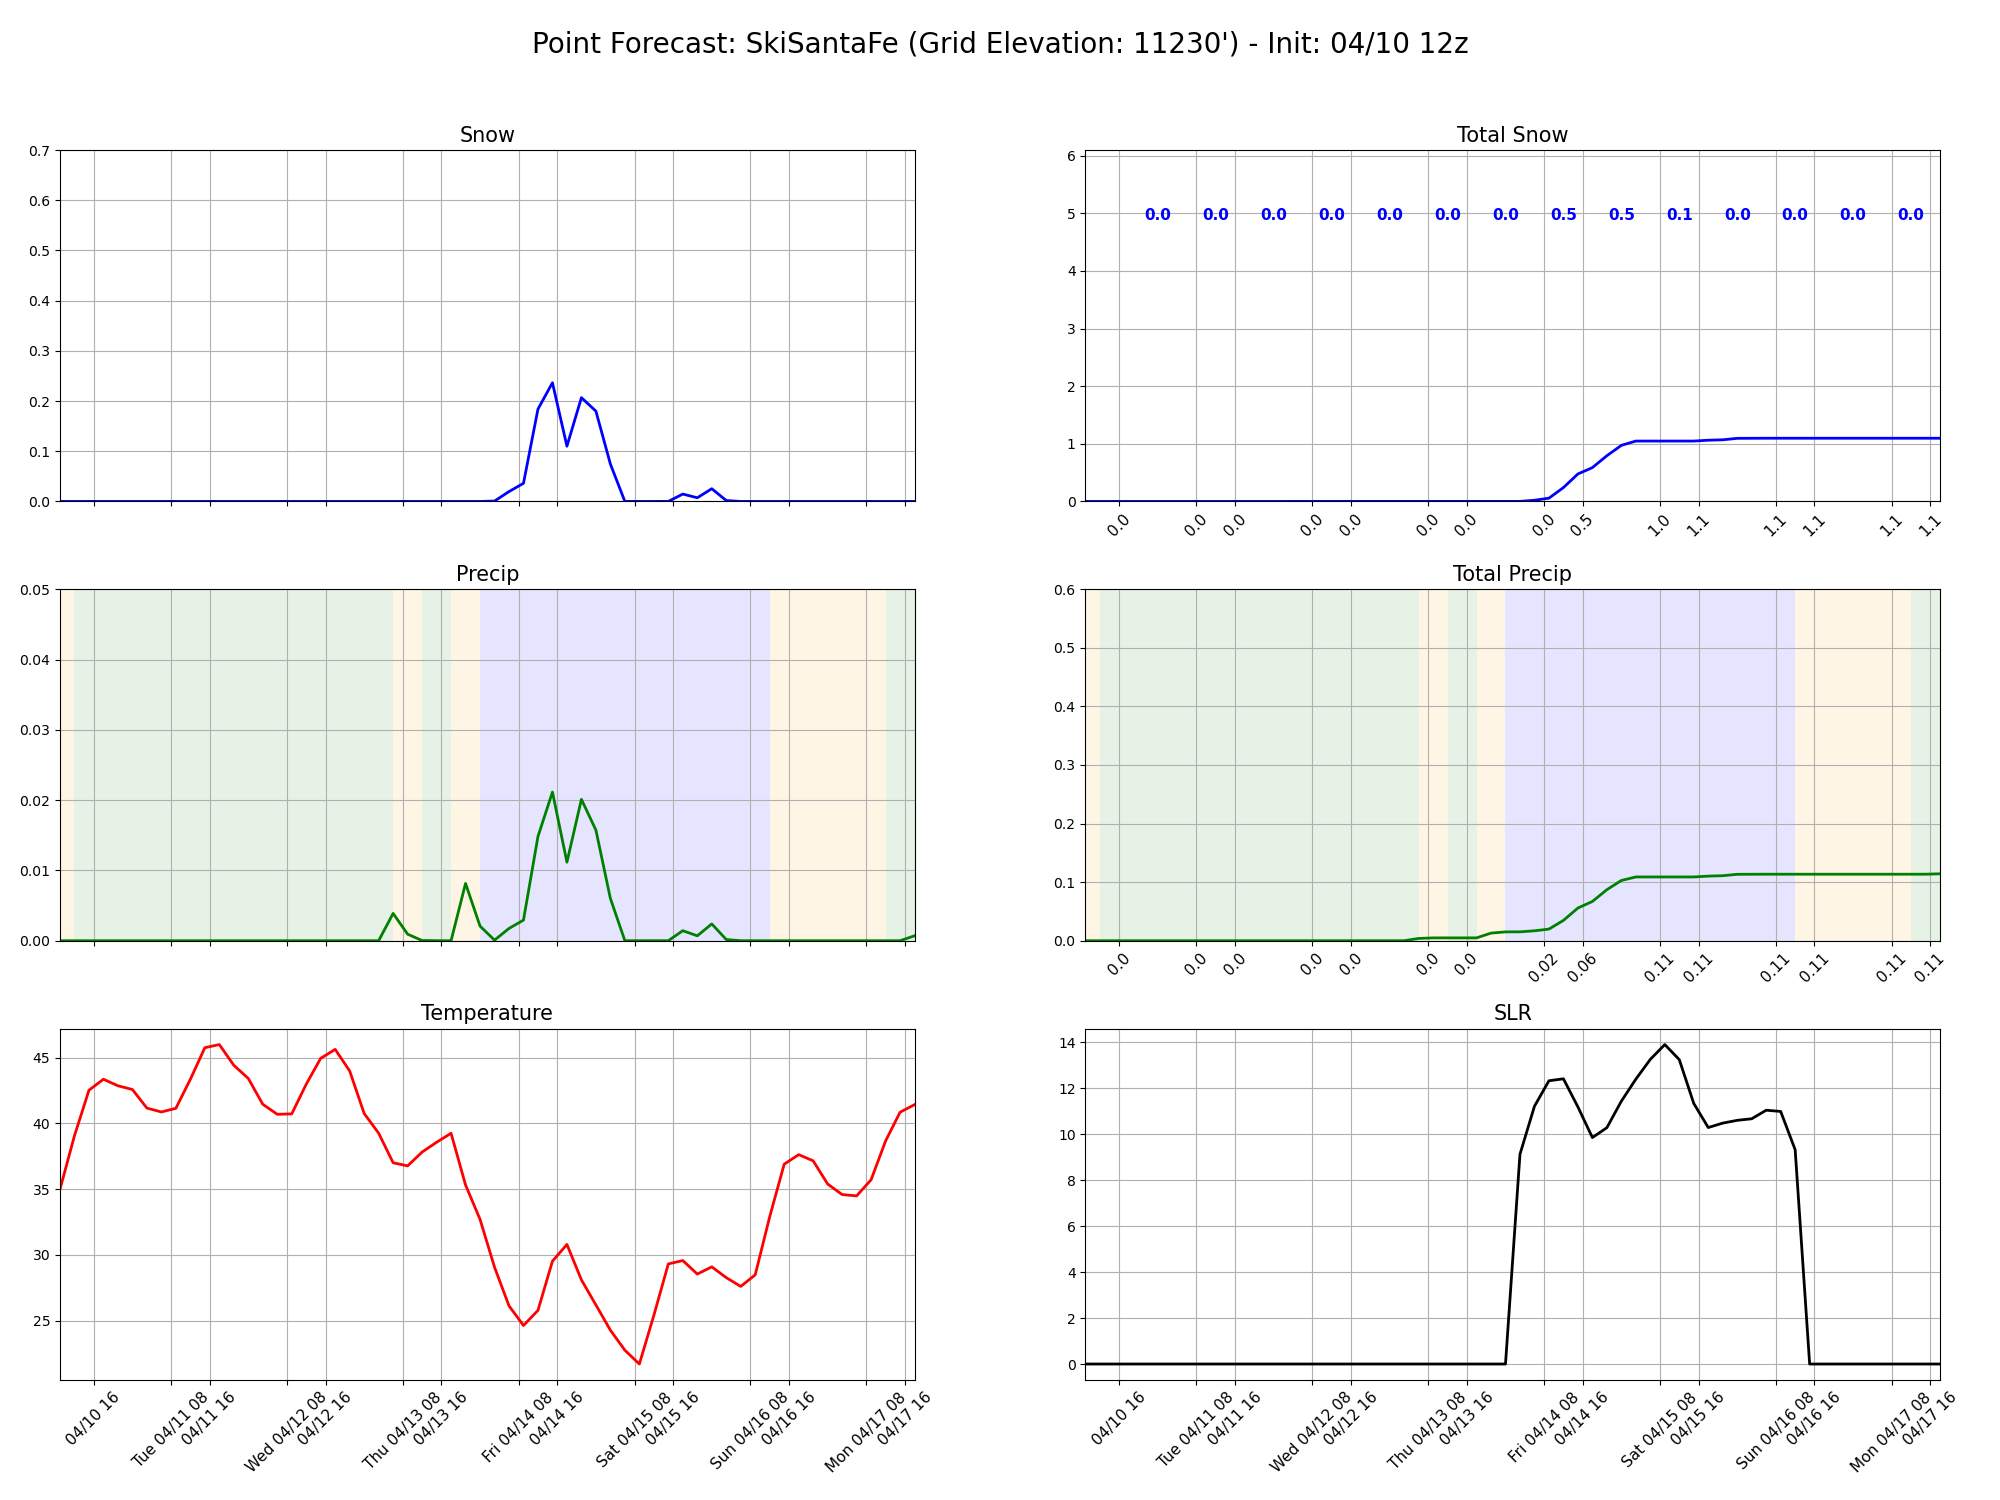 Point Forecast: SkiSantaFe (Grid Elevation: 11230') - Init: 04/10 12z
Snow
0.7
0.6
0.5
0.4
0.3
0.2
0.1
0.0
Total Snow
6
5
4
3
2
1
0
0.0 0.0 0.0 0.0 0.0 0.0 0.0 0.5 0.5 0.1 0.0 0.0 0.0 0.0
0.0 0.0 0.0 0.0 0.0 0.0 0.0 0.0 0.5 1.0 1.1 1.1 1.1 1.1 1.1
Precip
0.05
0.04
0.03
0.02
0.01
0.00
Total Precip
0.6
0.5
0.4
0.3
0.2
0.1
0.0
0.0 0.0 0.0 0.0 0.0 0.0 0.0 0.02 0.06 0.11 0.11 0.11 0.11 0.11 0.11
Temperature
45
40
35
30
25
04/10 16
Tue 04/11 08
04/11 16
Wed 04/12 08
04/12 16
Thu 04/13 08
04/13 16
Fri 04/14 08
04/14 16
Sat 04/15 08
04/15 16
Sun 04/16 08
04/16 16
Mon 04/17 08
04/17 16
SLR
14
12
10
8
6
4
2
0
04/10 16
Tue 04/11 08
04/11 16
Wed 04/12 08
04/12 16
Thu 04/13 08
04/13 16
Fri 04/14 08
04/14 16
Sat 04/15 08
04/15 16
Sun 04/16 08
04/16 16
Mon 04/17 08
04/17 16